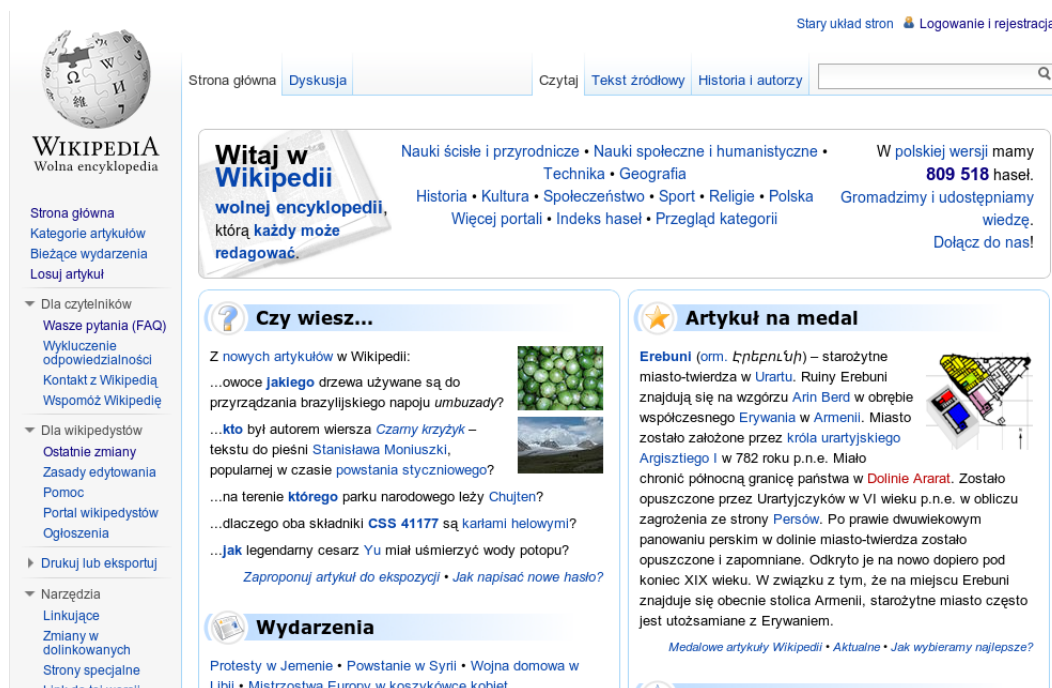 Stary układ stron Logowanie i rejestracja
Strona główna Dyskusja Czytaj Tekst źródłowy Historia i autorzy
WIKIPEDIA
Wolna encyklopedia
Strona główna
Kategorie artykułów
Bieżące wydarzenia
Losuj artykuł
Dla czytelników
Wasze pytania (FAQ)
Wykluczenie
odpowiedzialności
Kontakt z Wikipedią
Wspomóż Wikipedię
Dla wikipedystów
Ostatnie zmiany
Zasady edytowania
Pomoc
Portal wikipedystów
Ogłoszenia
Drukuj lub eksportuj
Narzędzia
Linkujące
Zmiany w
dolinkowanych
Strony specjalne
Witaj w
Wikipedii
wolnej encyklopedii,
którą każdy może
redagować.
Nauki ścisłe i przyrodnicze • Nauki społeczne i humanistyczne •
Technika • Geografia
Historia • Kultura • Społeczeństwo • Sport • Religie • Polska
Więcej portali • Indeks haseł • Przegląd kategorii
W polskiej wersji mamy
809 518 haseł.
Gromadzimy i udostępniamy
wiedzę.
Dołącz do nas!
Czy wiesz...
Z nowych artykułów w Wikipedii:
...owoce jakiego drzewa używane są do
przyrządzania brazylijskiego napoju umbuzady?
...kto był autorem wiersza Czarny krzyżyk –
tekstu do pieśni Stanisława Moniuszki,
popularnej w czasie powstania styczniowego?
...na terenie którego parku narodowego leży Chujten?
...dlaczego oba składniki CSS 41177 są karłami helowymi?
...jak legendarny cesarz Yu miał uśmierzyć wody potopu?
Zaproponuj artykuł do ekspozycji • Jak napisać nowe hasło?
Wydarzenia
Protesty w Jemenie • Powstanie w Syrii • Wojna domowa w
Libii • Mistrzostwa Europy w koszykówce kobiet
Artykuł na medal
Erebuni (orm. Էրեբունի) – starożytne
miasto-twierdza w Urartu. Ruiny Erebuni
znajdują się na wzgórzu Arin Berd w obrębie
współczesnego Erywania w Armenii. Miasto
zostało założone przez króla urartyjskiego
Argisztiego I w 782 roku p.n.e. Miało
chronić północną granicę państwa w Dolinie Ararat. Zostało
opuszczone przez Urartyjczyków w VI wieku p.n.e. w obliczu
zagrożenia ze strony Persów. Po prawie dwuwiekowym
panowaniu perskim w dolinie miasto-twierdza zostało
opuszczone i zapomniane. Odkryto je na nowo dopiero pod
koniec XIX wieku. W związku z tym, że na miejscu Erebuni
znajduje się obecnie stolica Armenii, starożytne miasto często
jest utożsamiane z Erywaniem.
Medalowe artykuły Wikipedii • Aktualne • Jak wybieramy najlepsze?